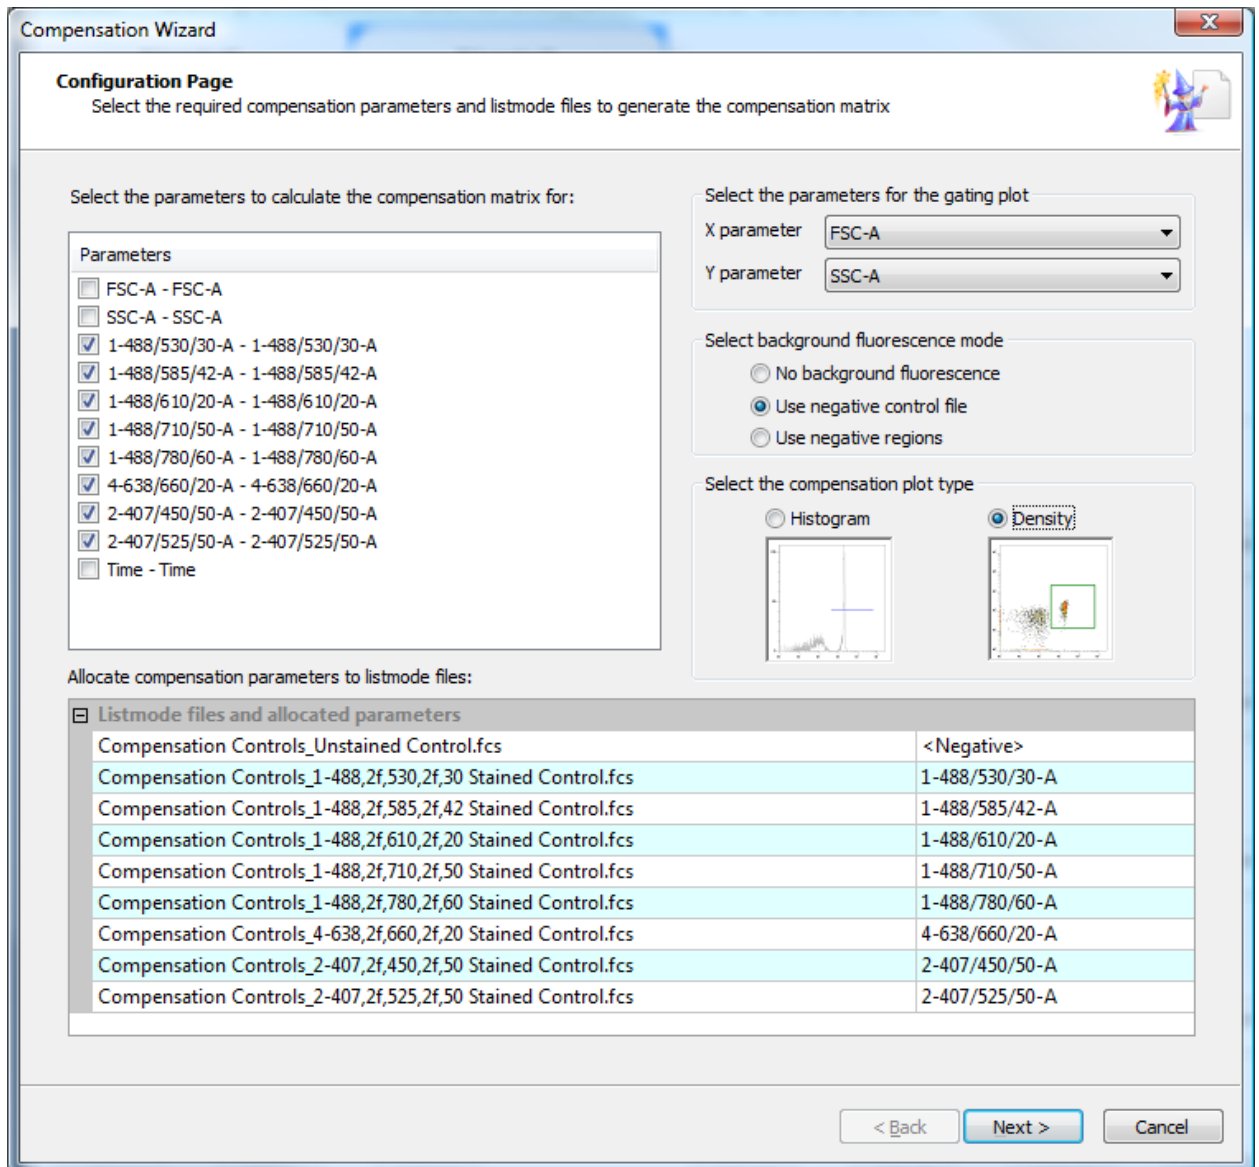 Compensation Wizard
Configuration Page
Select the required compensation parameters and listmode files to generate the compensation matrix
Select the parameters to calculate the compensation matrix for:
Parameters
FSC-A - FSC-A
SSC-A - SSC-A
1-488/530/30-A - 1-488/530/30-A
1-488/585/42-A - 1-488/585/42-A
1-488/610/20-A - 1-488/610/20-A
1-488/710/50-A - 1-488/710/50-A
1-488/780/60-A - 1-488/780/60-A
4-638/660/20-A - 4-638/660/20-A
2-407/450/50-A - 2-407/450/50-A
2-407/525/50-A - 2-407/525/50-A
Time - Time
Select the parameters for the gating plot
X parameter FSC-A
Y parameter SSC-A
Select background fluorescence mode
No background fluorescence
Use negative control file
Use negative regions
Select the compensation plot type
Histogram Density
Allocate compensation parameters to listmode files:
Listmode files and allocated parameters
Compensation Controls_Unstained Control.fcs <Negative>
Compensation Controls_1-488,2f,530,2f,30 Stained Control.fcs 1-488/530/30-A
Compensation Controls_1-488,2f,585,2f,42 Stained Control.fcs 1-488/585/42-A
Compensation Controls_1-488,2f,610,2f,20 Stained Control.fcs 1-488/610/20-A
Compensation Controls_1-488,2f,710,2f,50 Stained Control.fcs 1-488/710/50-A
Compensation Controls_1-488,2f,780,2f,60 Stained Control.fcs 1-488/780/60-A
Compensation Controls_4-638,2f,660,2f,20 Stained Control.fcs 4-638/660/20-A
Compensation Controls_2-407,2f,450,2f,50 Stained Control.fcs 2-407/450/50-A
Compensation Controls_2-407,2f,525,2f,50 Stained Control.fcs 2-407/525/50-A
< Back Next > Cancel